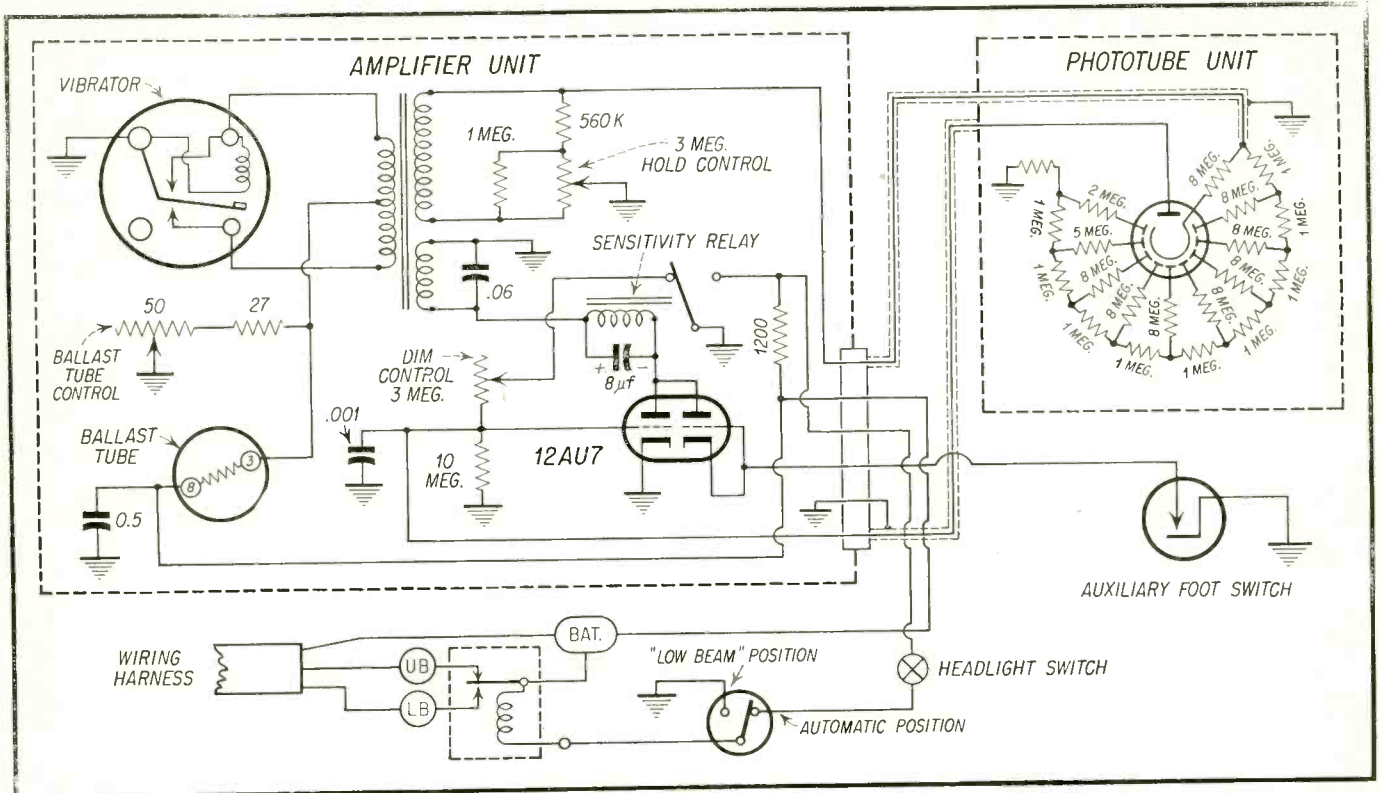 AMPLIFIER UNIT
PHOTOTUBE UNIT
VIBRATOR
560 K
1 MEG.
3 MEG.
HOLD CONTROL
SENSITIVITY RELAY
.06
50
27
BALLAST
TUBE
CONTROL
DIM
CONTROL
3 MEG.
+ 8 μf -
1200
.001
BALLAST
TUBE
3
8
0.5
10
MEG.
12AU7
8 MEG.
1 MEG.
2 MEG.
8 MEG.
1 MEG.
1 MEG.
5 MEG.
8 MEG.
1 MEG.
8 MEG.
8 MEG.
1 MEG.
1 MEG.
8 MEG.
8 MEG.
8 MEG.
1 MEG.
1 MEG.
1 MEG.
AUXILIARY FOOT SWITCH
WIRING
HARNESS
BAT.
UB
LB
"LOW BEAM" POSITION
HEADLIGHT SWITCH
AUTOMATIC POSITION